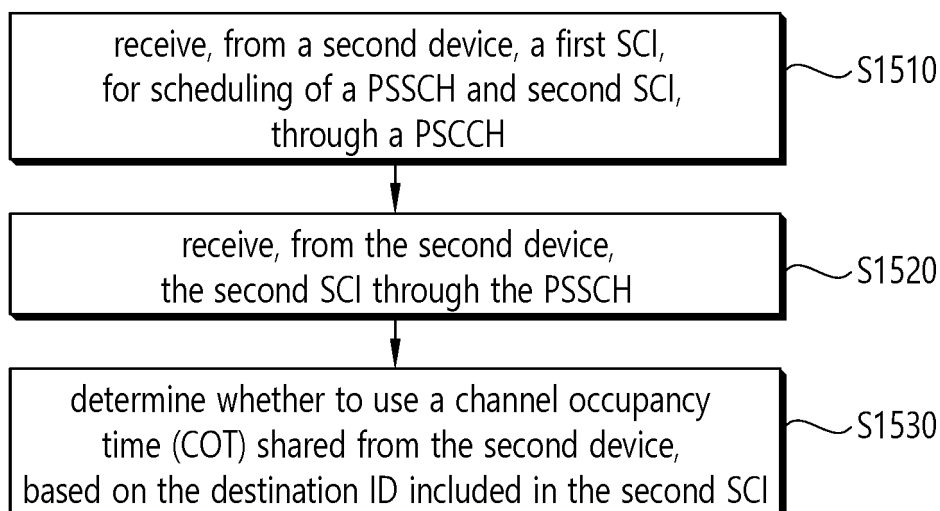 receive, from a second device, a first SCI,
for scheduling of a PSSCH and second SCI,
through a PSCCH
S1510
receive, from the second device,
the second SCI through the PSSCH
S1520
determine whether to use a channel occupancy
time (COT) shared from the second device,
based on the destination ID included in the second SCI
S1530